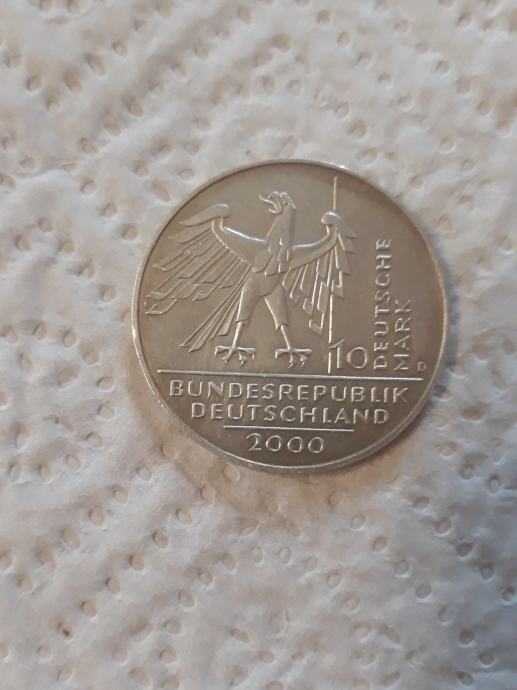 10
DEUTSCHE
MARK
D
BUNDESREPUBLIK
DEUTSCHLAND
2000